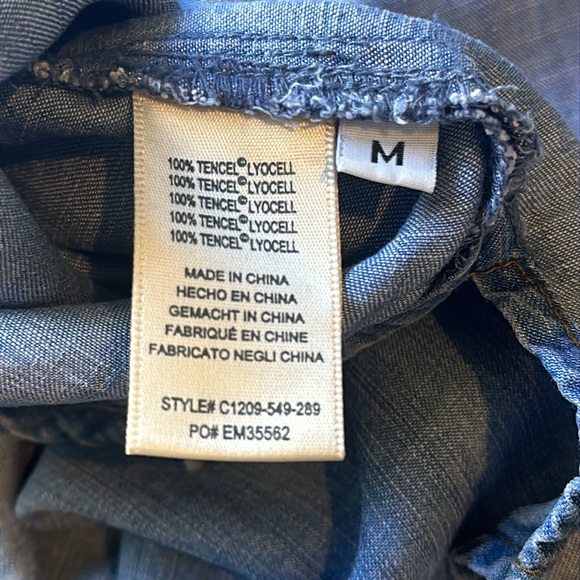 100% TENCEL©LYOCELL
100% TENCEL©LYOCELL
100% TENCEL©LYOCELL
100% TENCEL©LYOCELL
100% TENCEL©LYOCELL
MADE IN CHINA
HECHO EN CHINA
GEMACHT IN CHINA
FABRIQUÉ EN CHINE
FABRICATO NEGLI CHINA
STYLE# C1209-549-289
PO# EM35562
M